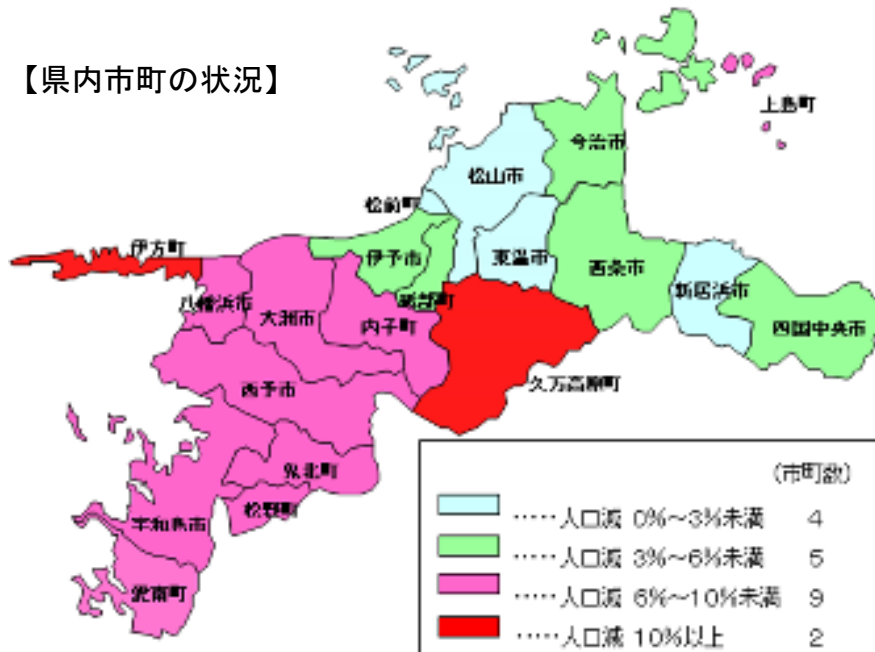 【県内市町の状況】
上島町
今治市
松山市
松前町
伊方町
伊予市
東温市
西条市
新居浜市
八幡浜市
砥部町
大洲市
内子町
四国中央市
西予市
久万高原町
鬼北町
松野町
宇和島市
愛南町
（市町数）
‥‥‥人口減 0%～3%未満 4
‥‥‥人口減 3%～6%未満 5
‥‥‥人口減 6%～10%未満 9
‥‥‥人口減 10%以上 2